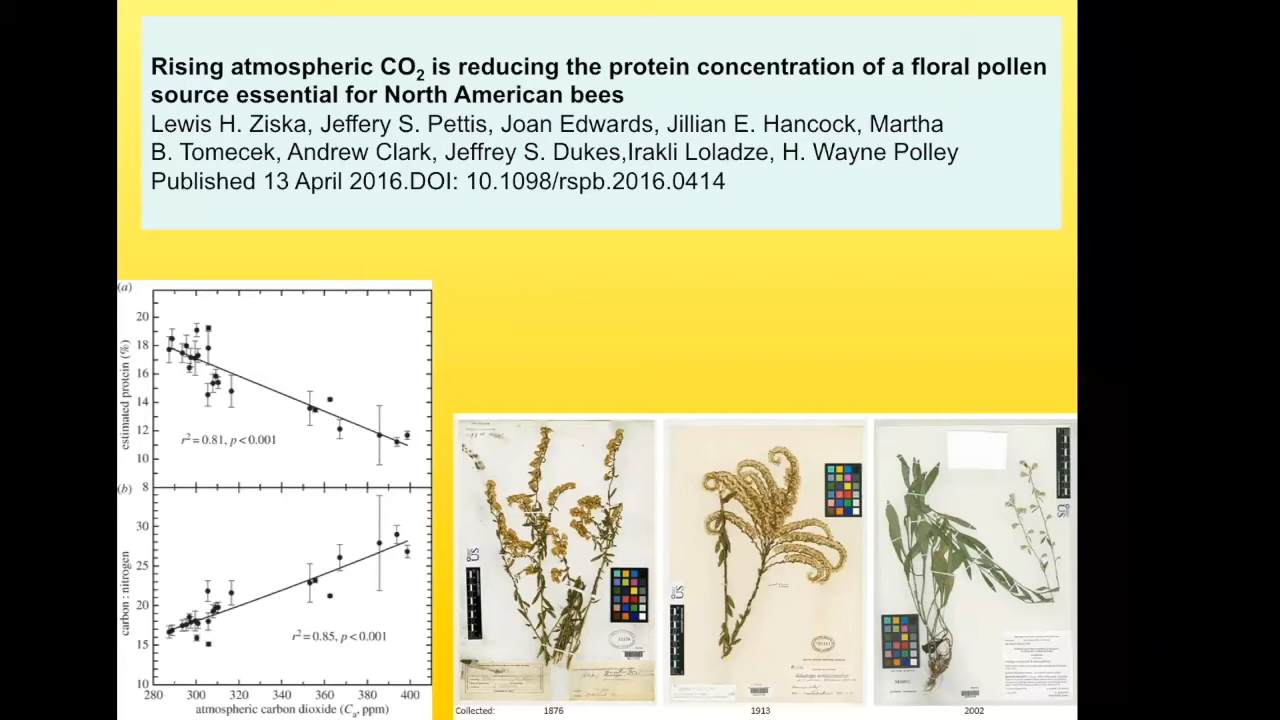 Rising atmospheric CO₂ is reducing the protein concentration of a floral pollen
source essential for North American bees
Lewis H. Ziska, Jeffery S. Pettis, Joan Edwards, Jillian E. Hancock, Martha
B. Tomecek, Andrew Clark, Jeffrey S. Dukes,Irakli Loladze, H. Wayne Polley
Published 13 April 2016.DOI: 10.1098/rspb.2016.0414
(a)
estimated protein (%)
20
18
16
14
12
10
8
r² = 0.81, p < 0.001
(b)
carbon : nitrogen
30
25
20
15
10
r² = 0.85, p < 0.001
280 300 320 340 360 380 400
atmospheric carbon dioxide (Cₐ, ppm)
US
US
US
Collected: 1876 1913 2002